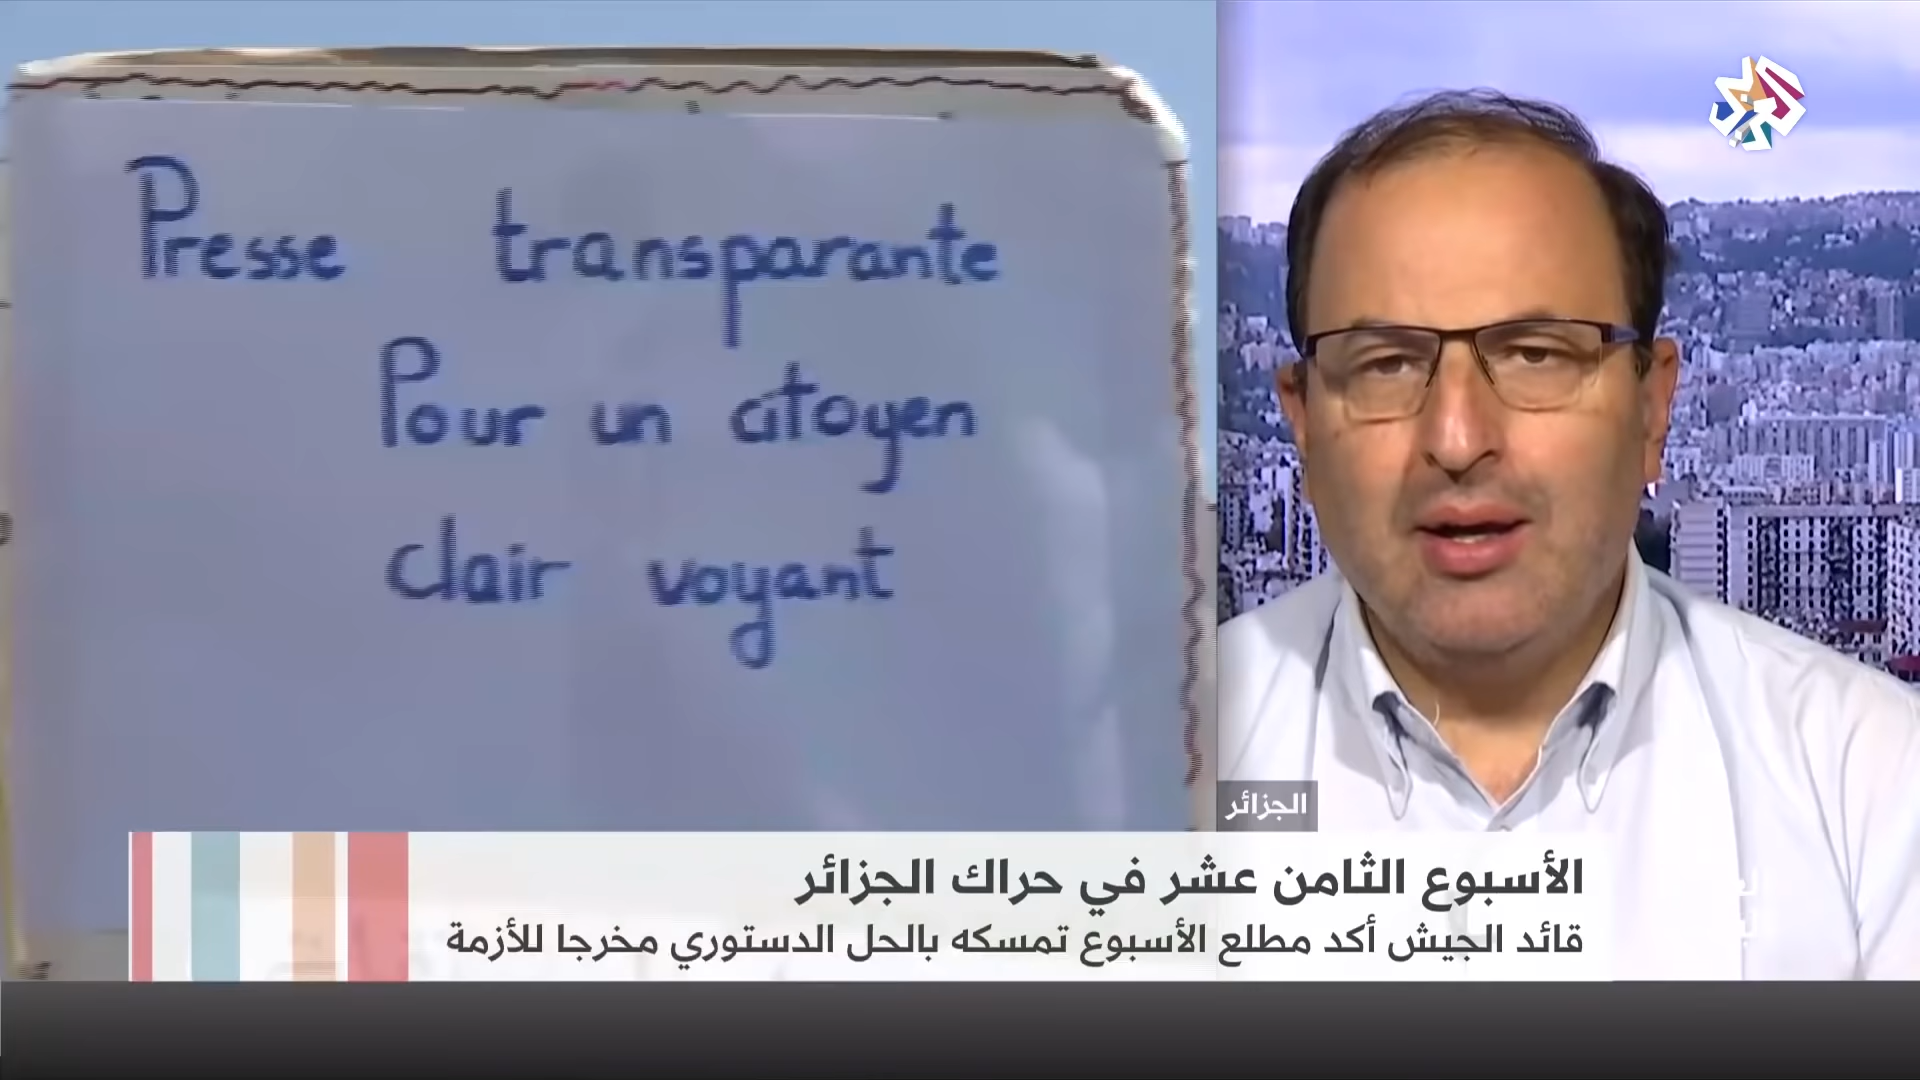 Presse transparante
Pour un citoyen
clair voyant
الجزائر
الأسبوع الثامن عشر في حراك الجزائر
قائد الجيش أكد مطلع الأسبوع تمسكه بالحل الدستوري مخرجا للأزمة